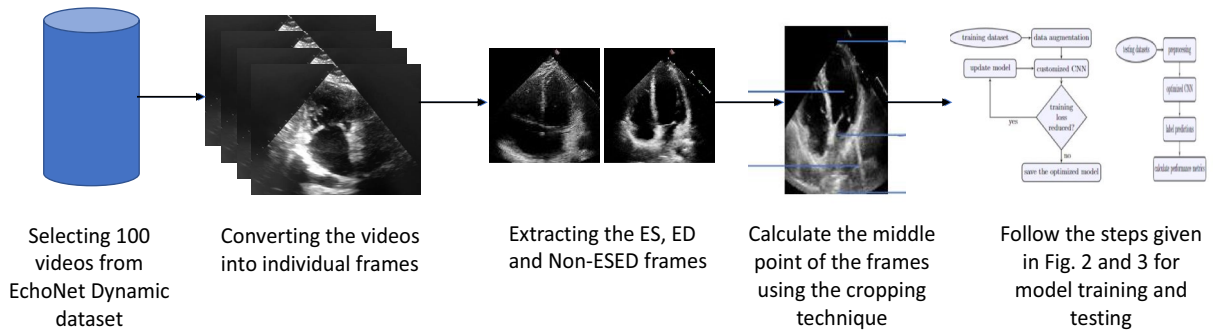 training dataset
data augmentation
update model
customized CNN
training
loss
reduced?
yes
no
save the optimized model
testing datasets
preprocessing
optimized CNN
label predictions
calculate performance metrics
Selecting 100
videos from
EchoNet Dynamic
dataset
Converting the videos
into individual frames
Extracting the ES, ED
and Non-ESED frames
Calculate the middle
point of the frames
using the cropping
technique
Follow the steps given
in Fig. 2 and 3 for
model training and
testing